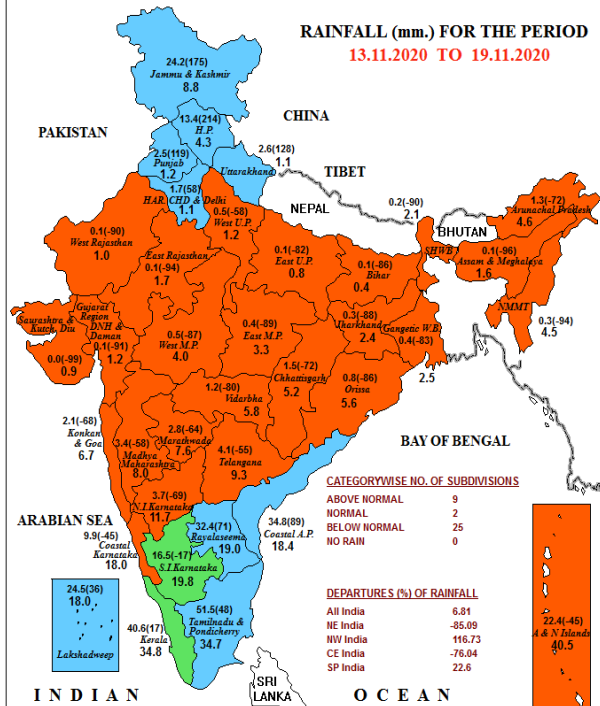 RAINFALL (mm.) FOR THE PERIOD
13.11.2020 TO 19.11.2020
24.2(175)
Jammu & Kashmir
8.8
CHINA
13.4(214)
H.P.
4.3
PAKISTAN
2.5(119)
Punjab
1.2
2.6(128)
1.1
Uttarakhand
TIBET
1.7(58)
HAR. CHD & Delhi
1.1
NEPAL
0.2(-90)
2.1
1.3(-72)
Arunachal Pradesh
4.6
BHUTAN
0.5(-58)
West U.P.
1.2
0.1(-90)
West Rajasthan
1.0
East Rajasthan
0.1(-94)
1.7
0.1(-82)
East U.P.
0.8
0.1(-86)
Bihar
0.4
SHWB
0.1(-96)
Assam & Meghalaya
1.6
NMMT
0.3(-94)
4.5
Saurashtra &
Kutch, Diu
0.0(-99)
0.9
Gujarat
Region
DNH &
Daman
0.1(-91)
1.2
0.5(-87)
West M.P.
4.0
0.4(-89)
East M.P.
3.3
0.3(-88)
Jharkhand
2.4
Gangetic W.B.
0.4(-83)
2.5
1.5(-72)
Chhattisgarh
5.2
0.8(-86)
Orissa
5.6
1.2(-80)
Vidarbha
5.8
2.1(-68)
Konkan
& Goa
6.7
2.8(-64)
Marathwada
7.6
3.4(-58)
Madhya
Maharashtra
8.0
4.1(-55)
Telangana
9.3
BAY OF BENGAL
3.7(-69)
N.I.Karnataka
11.7
ARABIAN SEA
9.9(-45)
Coastal
Karnataka
18.0
32.4(71)
Rayalaseema
19.0
34.8(89)
Coastal A.P.
18.4
16.5(-17)
S.I.Karnataka
19.8
24.5(36)
18.0
Lakshadweep
40.6(17)
Kerala
34.8
51.5(48)
Tamilnadu &
Pondicherry
34.7
CATEGORYWISE NO. OF SUBDIVISIONS
ABOVE NORMAL 9
NORMAL 2
BELOW NORMAL 25
NO RAIN 0
DEPARTURES (%) OF RAINFALL
All India 6.81
NE India -85.09
NW India 116.73
CE India -76.04
SP India 22.6
22.4(-45)
A & N Islands
40.5
SRI
LANKA
INDIAN OCEAN